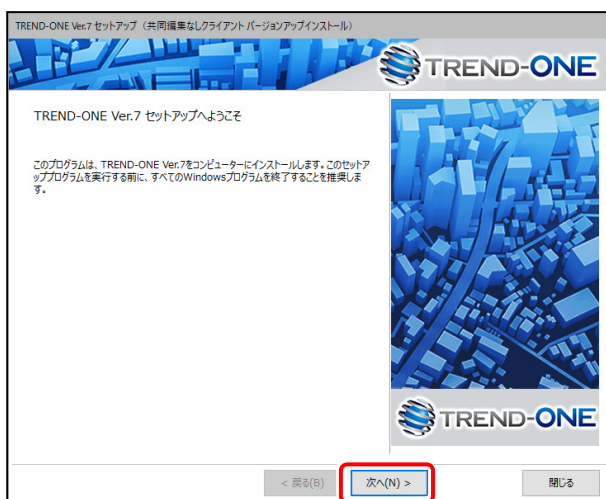 TREND-ONE Ver.7 セットアップ（共同編集なしクライアント バージョンアップインストール）
TREND-ONE
TREND-ONE Ver.7 セットアップへようこそ
このプログラムは、TREND-ONE Ver.7をコンピューターにインストールします。このセットア
ッププログラムを実行する前に、すべてのWindowsプログラムを終了することを推奨しま
す。
TREND-ONE
< 戻る(B)
次へ(N) >
閉じる